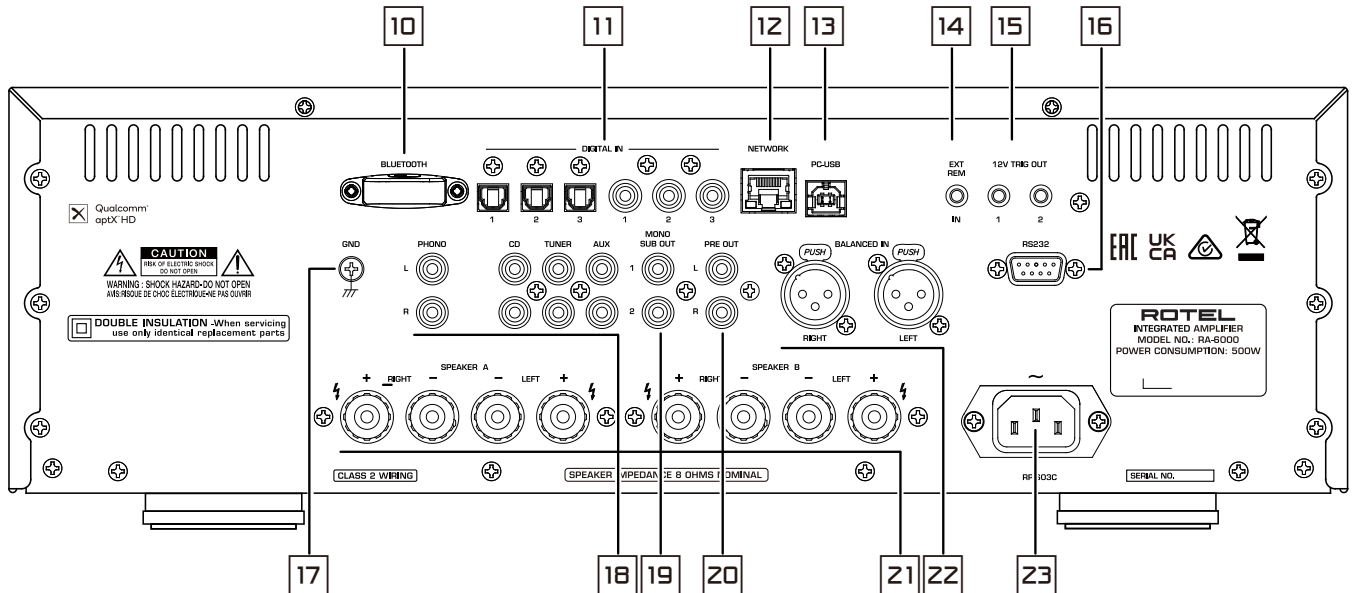 10
11
12
13
14
15
16
DIGITAL IN
NETWORK
BLUETOOTH
PC-USB
EXT
REM
12V TRIG OUT
Qualcomm
aptX HD
1
2
3
1
2
3
IN
1
2
GND
PHONO
CD
TUNER
AUX
MONO
SUB OUT
PRE OUT
PUSH
BALANCED IN
PUSH
RS232
EAC
UK
CA
CAUTION
RISK OF ELECTRIC SHOCK
DO NOT OPEN
WARNING : SHOCK HAZARD-DO NOT OPEN
AVIS:RISQUE DE CHOC ÉLECTRIQUE-NE PAS OUVRIR
L
1
L
R
2
R
RIGHT
LEFT
DOUBLE INSULATION -When servicing
use only identical replacement parts
ROTEL
INTEGRATED AMPLIFIER
MODEL NO.: RA-6000
POWER CONSUMPTION: 500W
SPEAKER A
+ RIGHT - - LEFT +
SPEAKER B
+ RIGHT - - LEFT +
~
CLASS 2 WIRING
SPEAKER IMPEDANCE 8 OHMS NOMINAL
SERIAL NO.
17
18
19
20
21
22
23